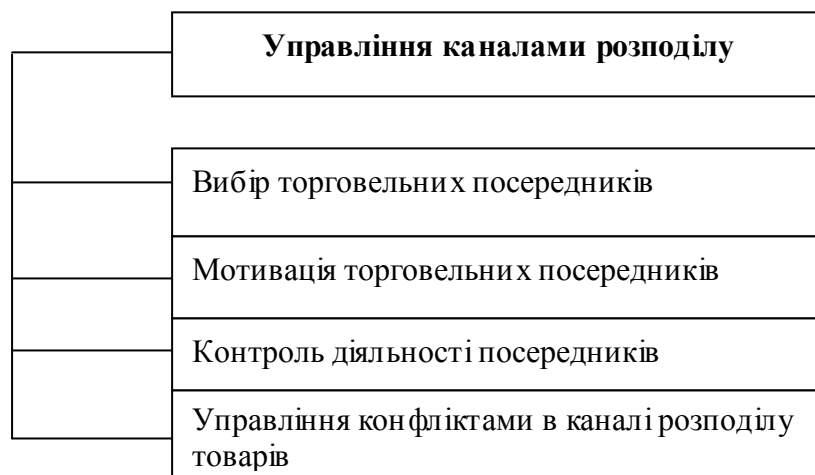 Управління каналами розподілу
Вибір торговельних посередників
Мотивація торговельних посередників
Контроль діяльності посередників
Управління конфліктами в каналі розподілу
товарів